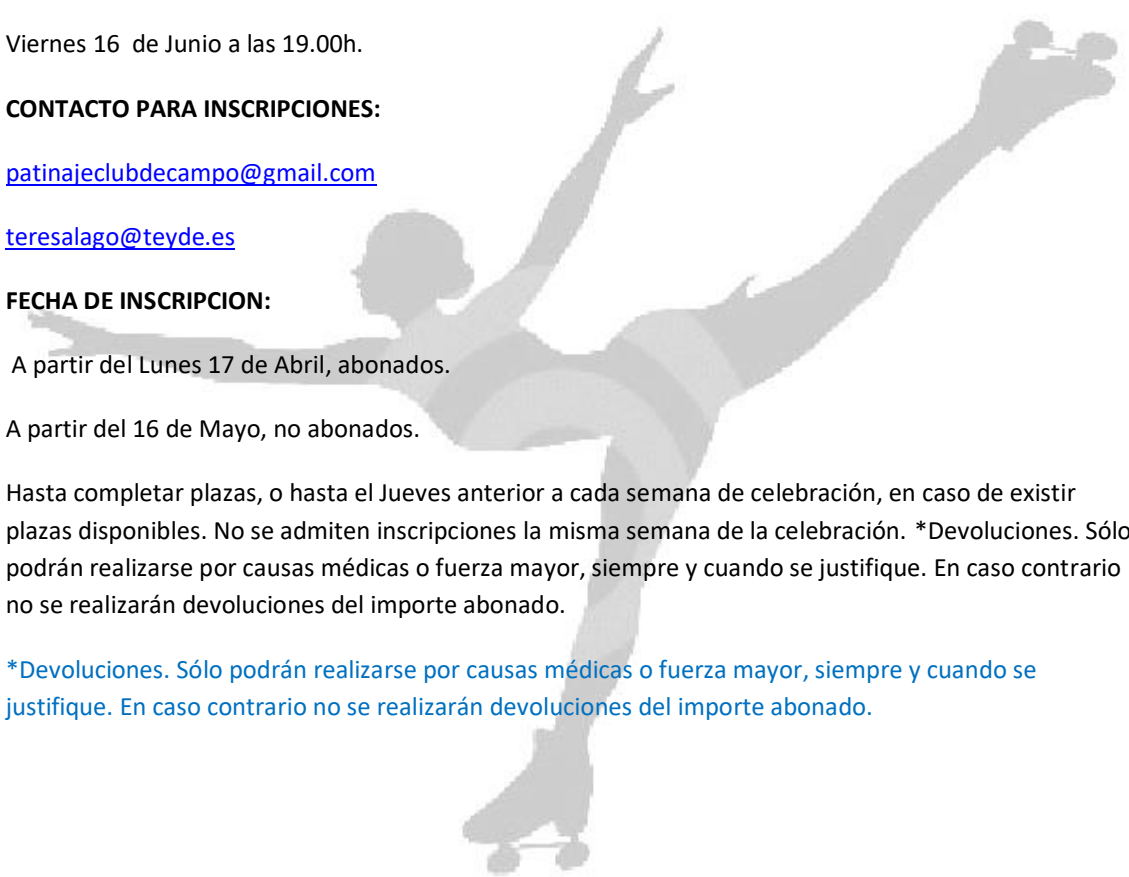 Viernes 16  de Junio a las 19.00h.
CONTACTO PARA INSCRIPCIONES:
patinajeclubdecampo@gmail.com
teresalago@teyde.es
FECHA DE INSCRIPCION:
A partir del Lunes 17 de Abril, abonados.
A partir del 16 de Mayo, no abonados.
Hasta completar plazas, o hasta el Jueves anterior a cada semana de celebración, en caso de existir
plazas disponibles. No se admiten inscripciones la misma semana de la celebración. *Devoluciones. Sólo
podrán realizarse por causas médicas o fuerza mayor, siempre y cuando se justifique. En caso contrario
no se realizarán devoluciones del importe abonado.
*Devoluciones. Sólo podrán realizarse por causas médicas o fuerza mayor, siempre y cuando se
justifique. En caso contrario no se realizarán devoluciones del importe abonado.